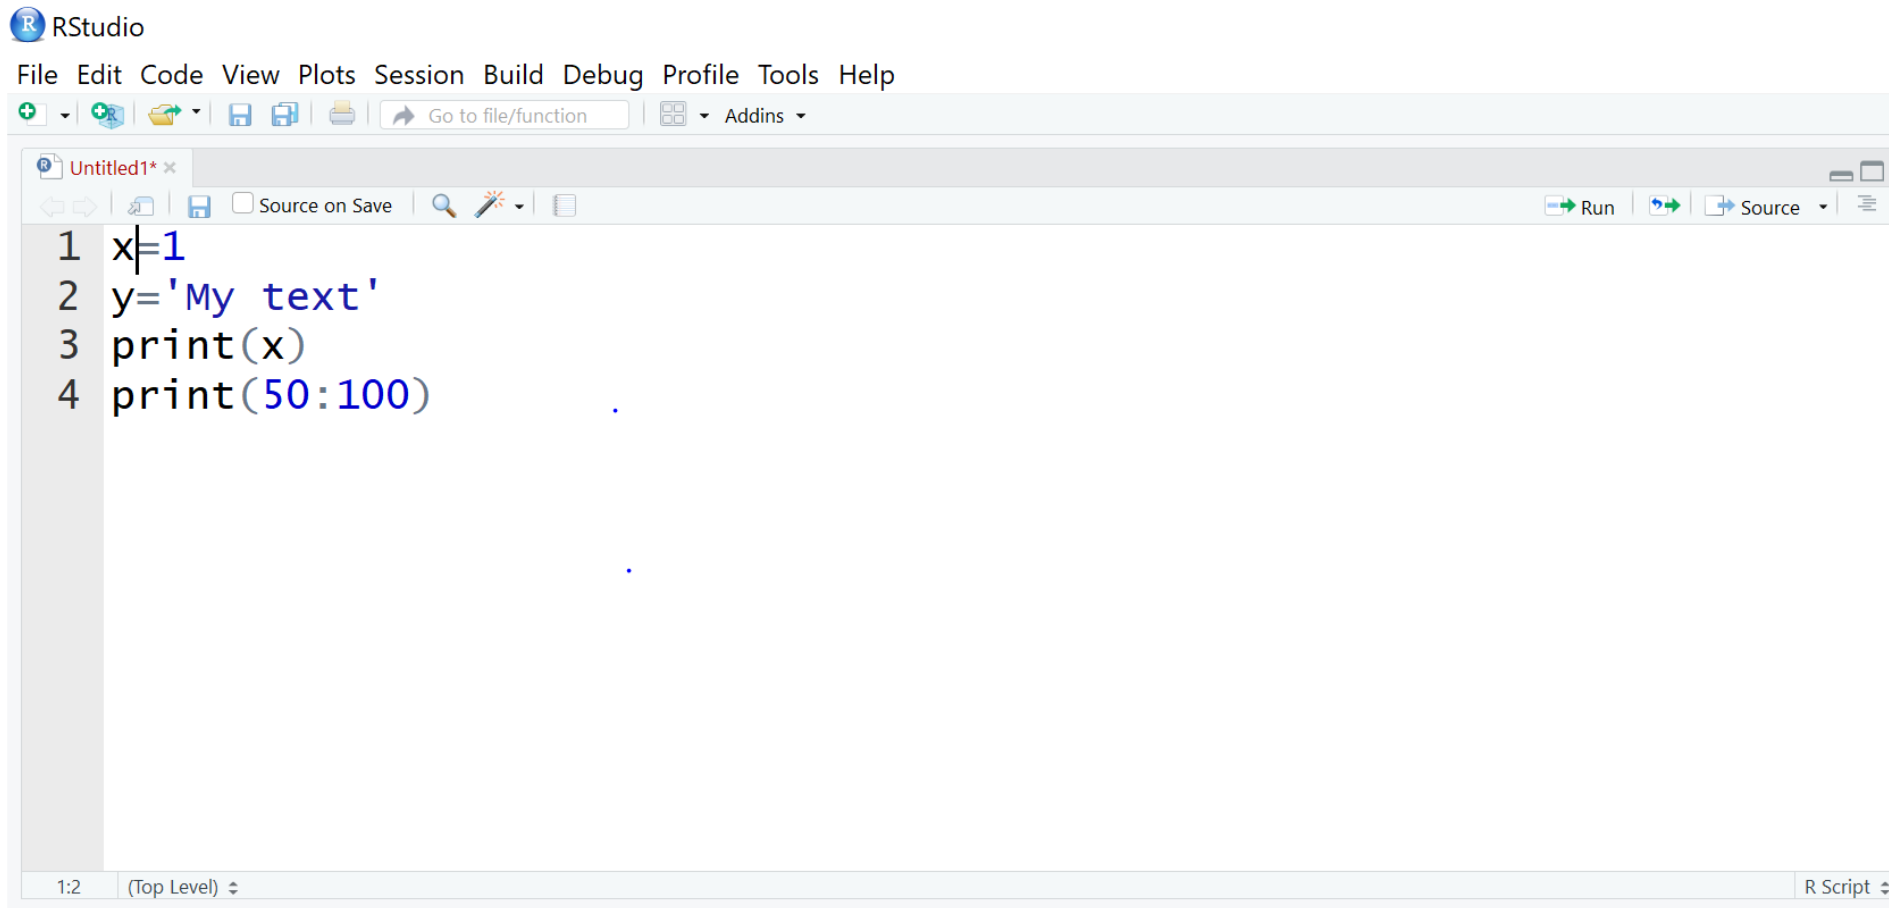 RStudio
File Edit Code View Plots Session Build Debug Profile Tools Help
Go to file/function Addins
Untitled1*
Source on Save Run Source
1 x=1
2 y='My text'
3 print(x)
4 print(50:100)
1:2 (Top Level) R Script